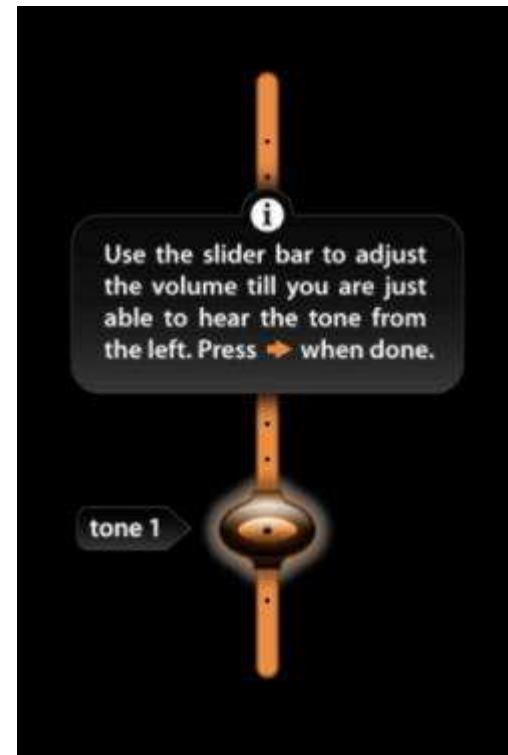 i
Use the slider bar to adjust
the volume till you are just
able to hear the tone from
the left. Press ➡ when done.
tone 1